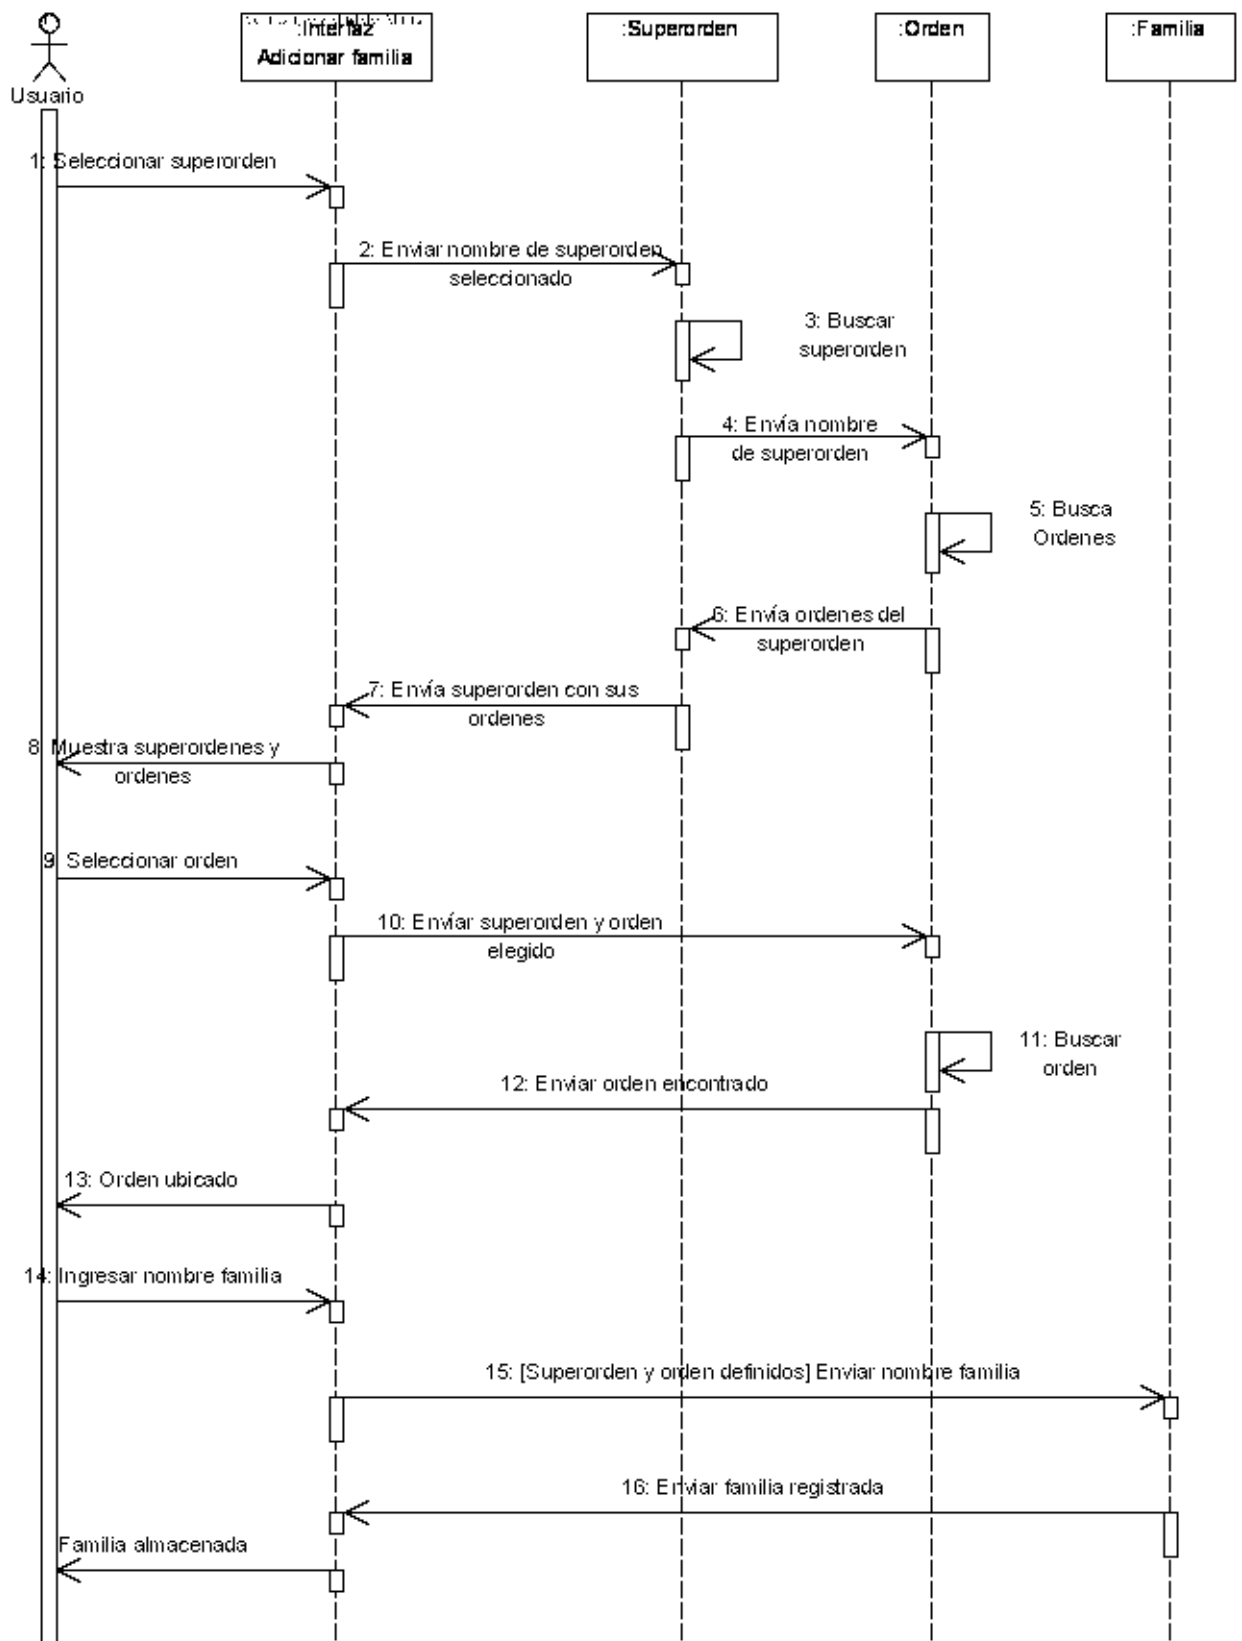 :Interfaz
Adicionar familia
:Superorden
:Orden
:Familia
Usuario
1: Seleccionar superorden
2: Enviar nombre de superorden
seleccionado
3: Buscar
superorden
4: Envía nombre
de superorden
5: Busca
Ordenes
6: Envía ordenes del
superorden
7: Envía superorden con sus
ordenes
8: Muestra superordenes y
ordenes
9: Seleccionar orden
10: Envíar superorden y orden
elegido
11: Buscar
orden
12: Enviar orden encontrado
13: Orden ubicado
14: Ingresar nombre familia
15: [Superorden y orden definidos] Enviar nombre familia
16: Enviar familia registrada
Familia almacenada